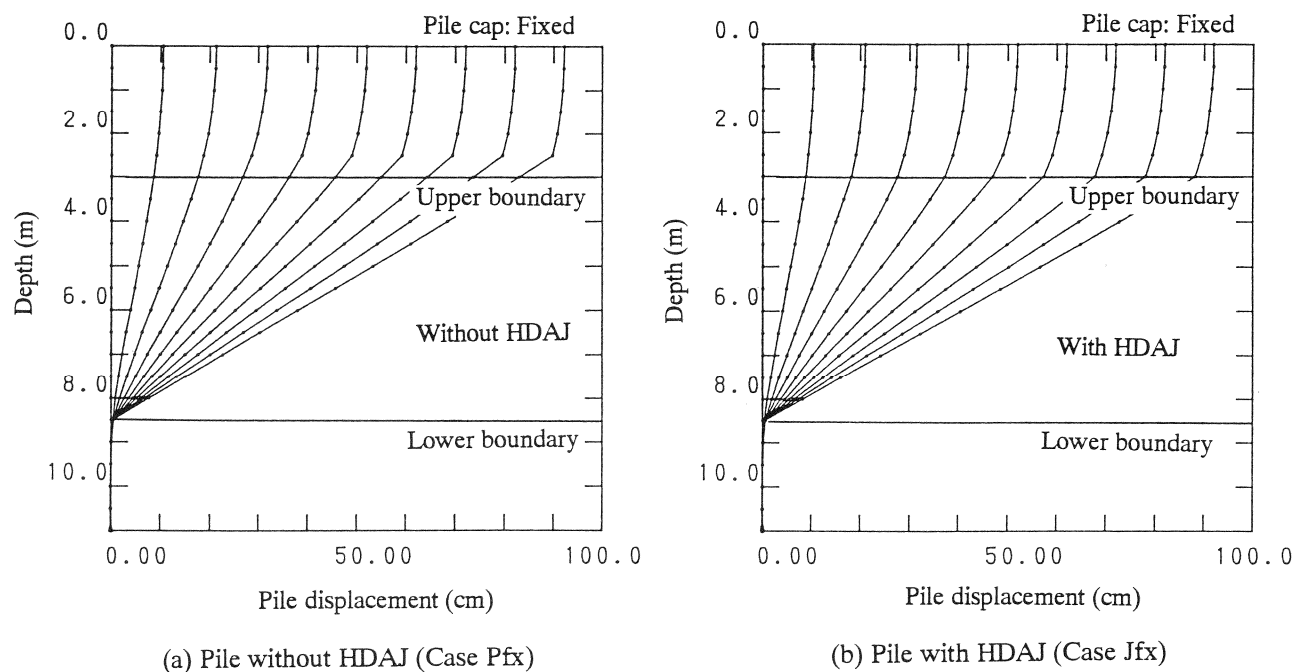 Pile cap: Fixed
0.0
2.0
4.0
6.0
8.0
10.0
Depth (m)
Upper boundary
Without HDAJ
Lower boundary
0.00
50.00
100.0
Pile displacement (cm)
(a) Pile without HDAJ (Case Pfx)
Pile cap: Fixed
0.0
2.0
4.0
6.0
8.0
10.0
Depth (m)
Upper boundary
With HDAJ
Lower boundary
0.00
50.00
100.0
Pile displacement (cm)
(b) Pile with HDAJ (Case Jfx)